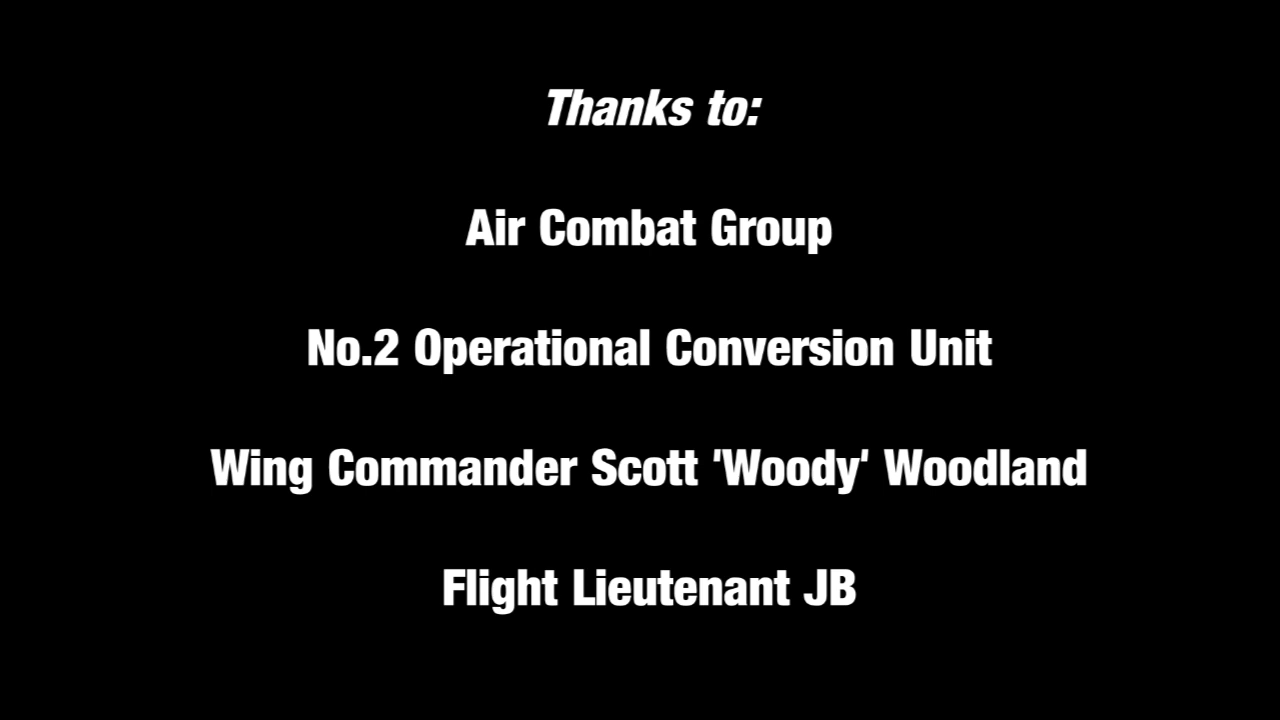 Thanks to:
Air Combat Group
No.2 Operational Conversion Unit
Wing Commander Scott 'Woody' Woodland
Flight Lieutenant JB